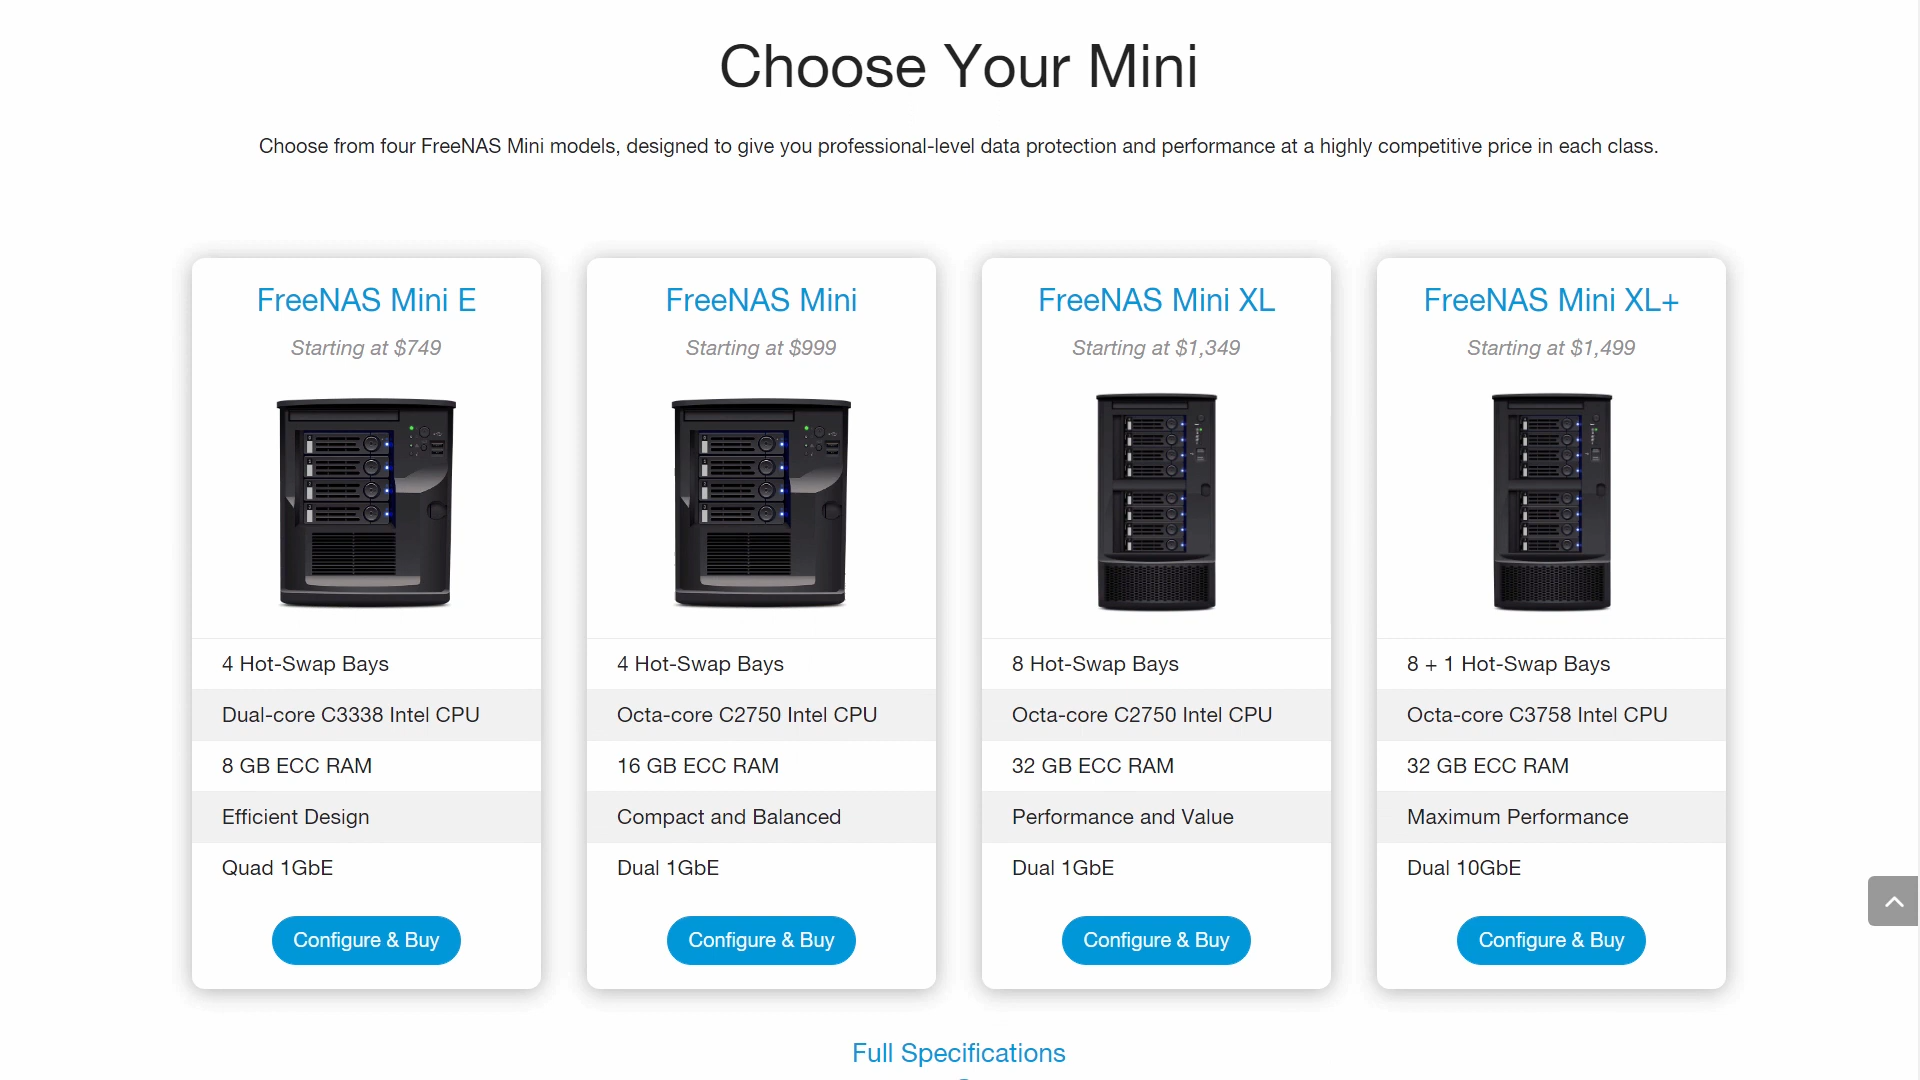 Choose Your Mini
Choose from four FreeNAS Mini models, designed to give you professional-level data protection and performance at a highly competitive price in each class.
FreeNAS Mini E
Starting at $749
4 Hot-Swap Bays
Dual-core C3338 Intel CPU
8 GB ECC RAM
Efficient Design
Quad 1GbE
Configure & Buy
FreeNAS Mini
Starting at $999
4 Hot-Swap Bays
Octa-core C2750 Intel CPU
16 GB ECC RAM
Compact and Balanced
Dual 1GbE
Configure & Buy
FreeNAS Mini XL
Starting at $1,349
8 Hot-Swap Bays
Octa-core C2750 Intel CPU
32 GB ECC RAM
Performance and Value
Dual 1GbE
Configure & Buy
FreeNAS Mini XL+
Starting at $1,499
8 + 1 Hot-Swap Bays
Octa-core C3758 Intel CPU
32 GB ECC RAM
Maximum Performance
Dual 10GbE
Configure & Buy
Full Specifications